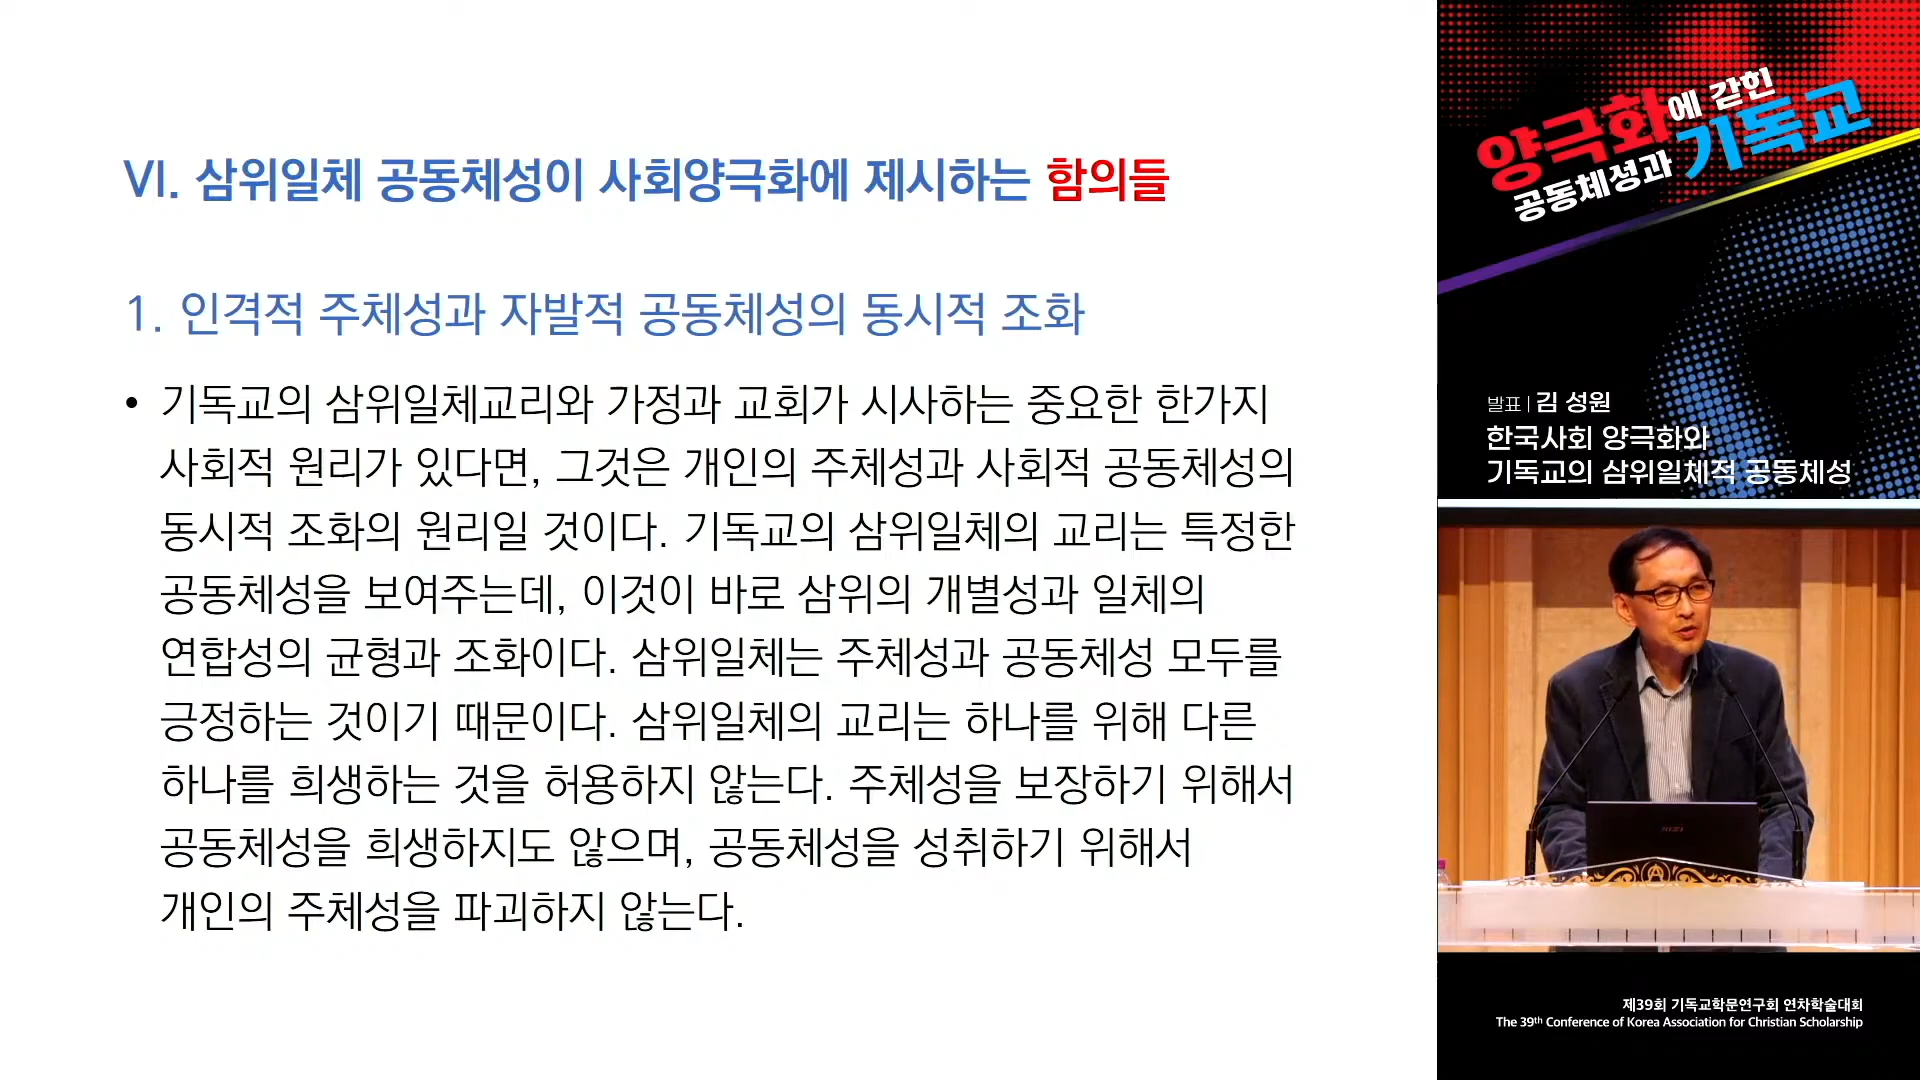 VI. 삼위일체 공동체성이 사회양극화에 제시하는 함의들
1. 인격적 주체성과 자발적 공동체성의 동시적 조화
• 기독교의 삼위일체교리와 가정과 교회가 시사하는 중요한 한가지
사회적 원리가 있다면, 그것은 개인의 주체성과 사회적 공동체성의
동시적 조화의 원리일 것이다. 기독교의 삼위일체의 교리는 특정한
공동체성을 보여주는데, 이것이 바로 삼위의 개별성과 일체의
연합성의 균형과 조화이다. 삼위일체는 주체성과 공동체성 모두를
긍정하는 것이기 때문이다. 삼위일체의 교리는 하나를 위해 다른
하나를 희생하는 것을 허용하지 않는다. 주체성을 보장하기 위해서
공동체성을 희생하지도 않으며, 공동체성을 성취하기 위해서
개인의 주체성을 파괴하지 않는다.
양극화에 갇힌
공동체성과 기독교
발표 | 김 성원
한국사회 양극화와
기독교의 삼위일체적 공동체성
msi
제39회 기독교학문연구회 연차학술대회
The 39th Conference of Korea Association for Christian Scholarship